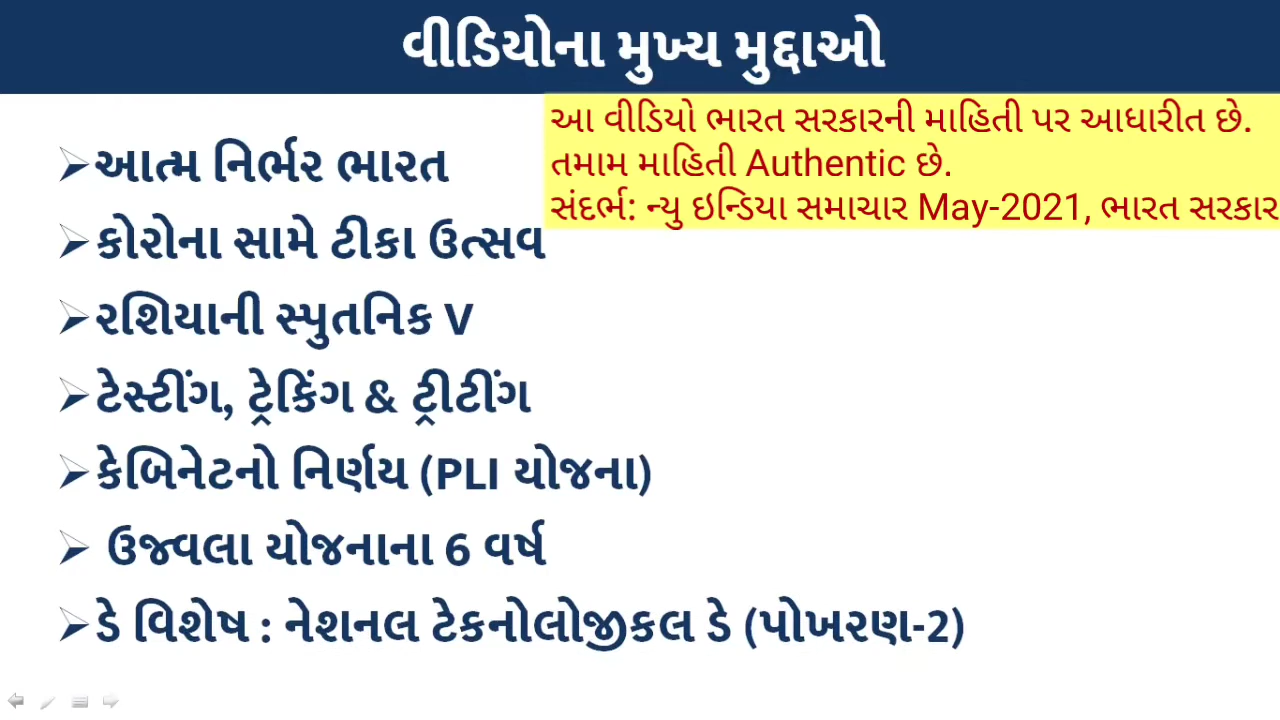 વીડિયોના મુખ્ય મુદ્દાઓ
આ વીડિયો ભારત સરકારની માહિતી પર આધારીત છે.
તમામ માહિતી Authentic છે.
સંદર્ભ: ન્યુ ઇન્ડિયા સમાચાર May-2021, ભારત સરકાર
➢આત્મ નિર્ભર ભારત
➢કોરોના સામે ટીકા ઉત્સવ
➢રશિયાની સ્પુતનિક V
➢ટેસ્ટીંગ, ટ્રેકિંગ & ટ્રીટીંગ
➢કેબિનેટનો નિર્ણય (PLI યોજના)
➢ ઉજ્વલા યોજનાના 6 વર્ષ
➢ડે વિશેષ : નેશનલ ટેકનોલોજીકલ ડે (પોખરણ-2)